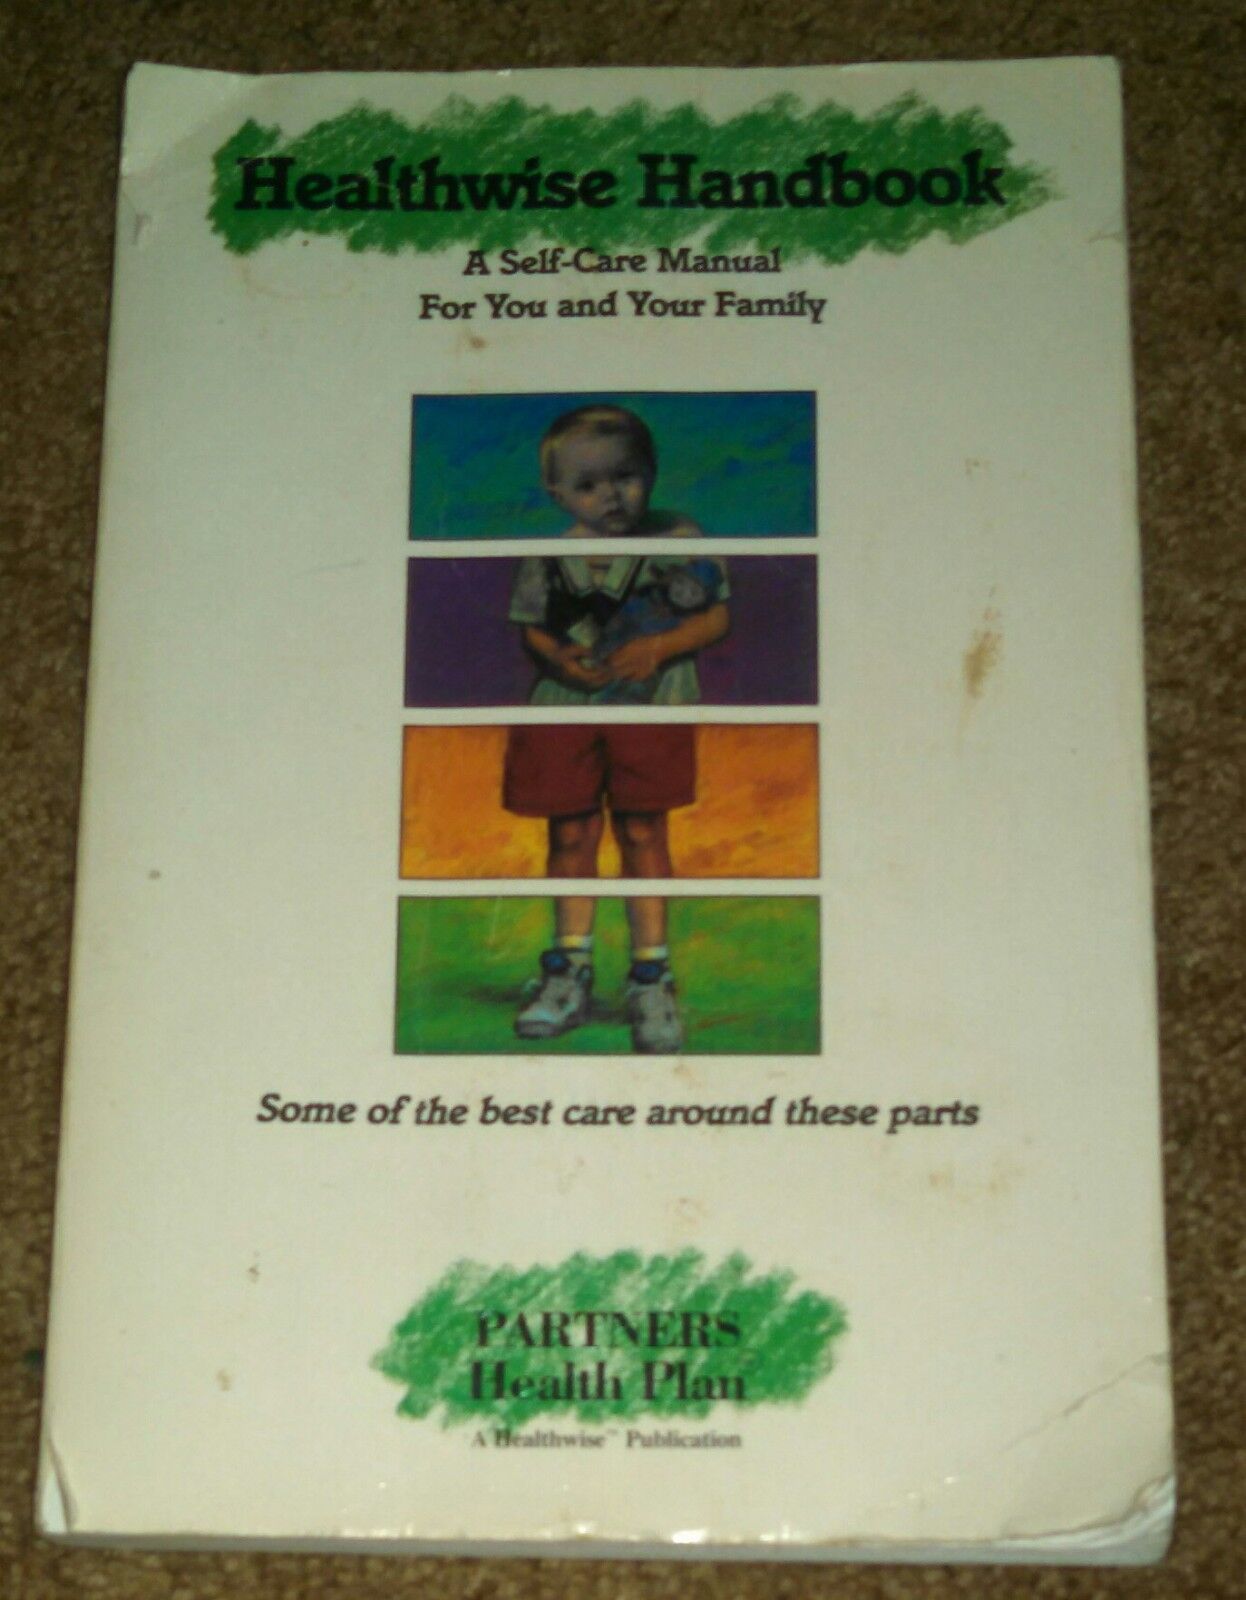 Healthwise Handbook
A Self-Care Manual
For You and Your Family
Some of the best care around these parts
PARTNERS
Health Plan
A Healthwise™ Publication